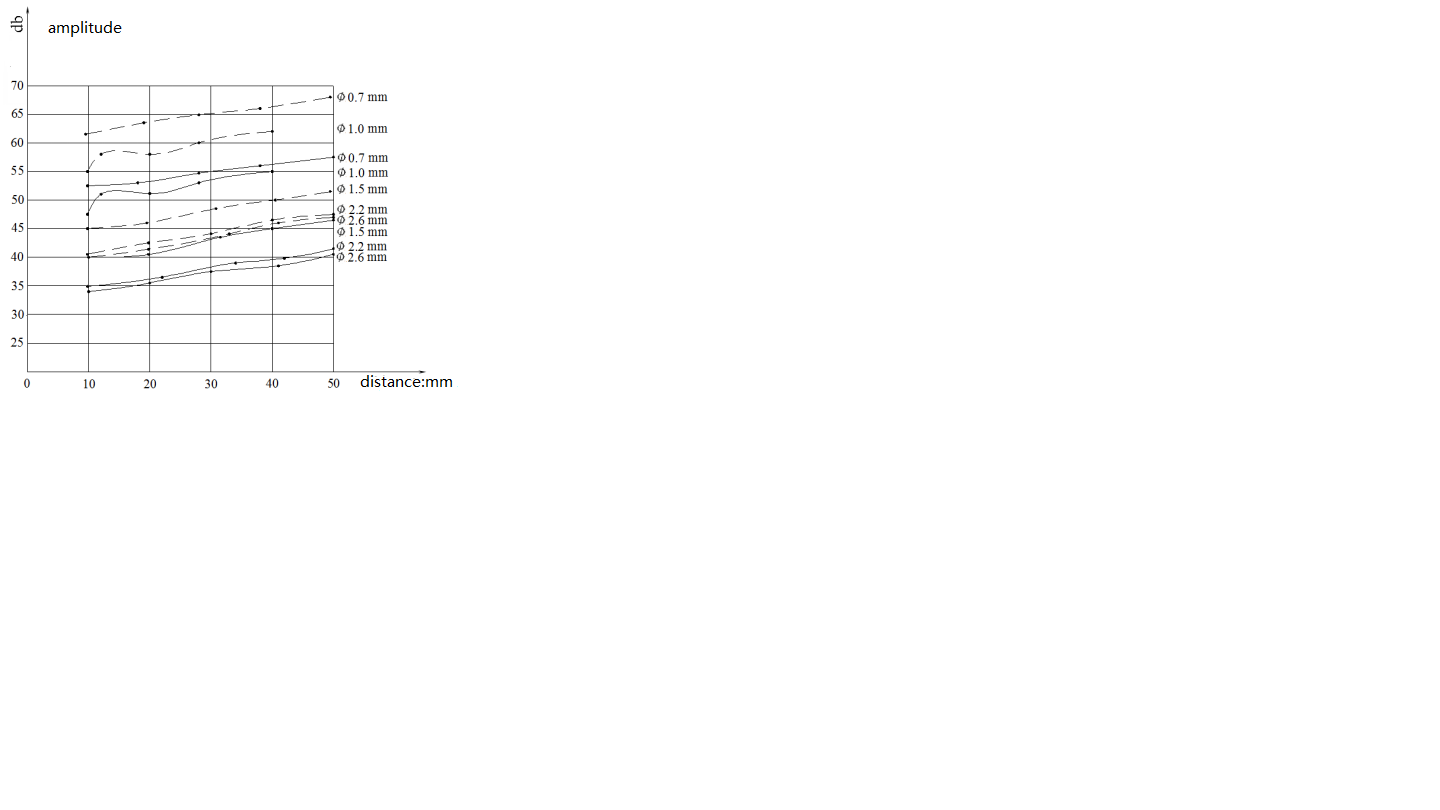 db
amplitude
70
65
60
55
50
45
40
35
30
25
Φ 0.7 mm
Φ 1.0 mm
Φ 0.7 mm
Φ 1.0 mm
Φ 1.5 mm
Φ 2.2 mm
Φ 2.6 mm
Φ 1.5 mm
Φ 2.2 mm
Φ 2.6 mm
0 10 20 30 40 50 distance:mm